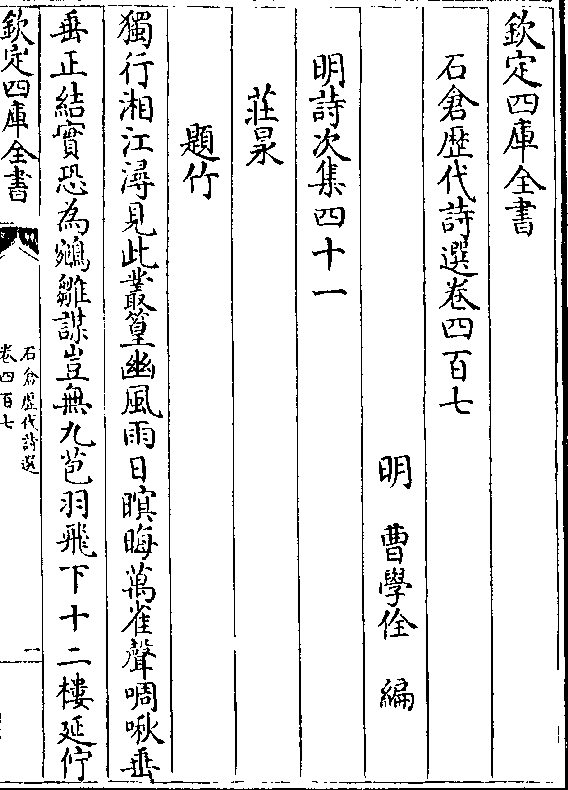 欽定四庫全書
石倉歷代詩選卷四百七
明　曹學佺　編
明詩次集四十一
莊㫤
題竹
獨行湘江潯見此叢篁幽風雨日暝晦萬雀聲啁啾垂
垂正結實恐為鵷雛謀豈無九苞羽飛下十二樓延佇
欽定四庫全書
石倉歷代詩選
卷四百七
一